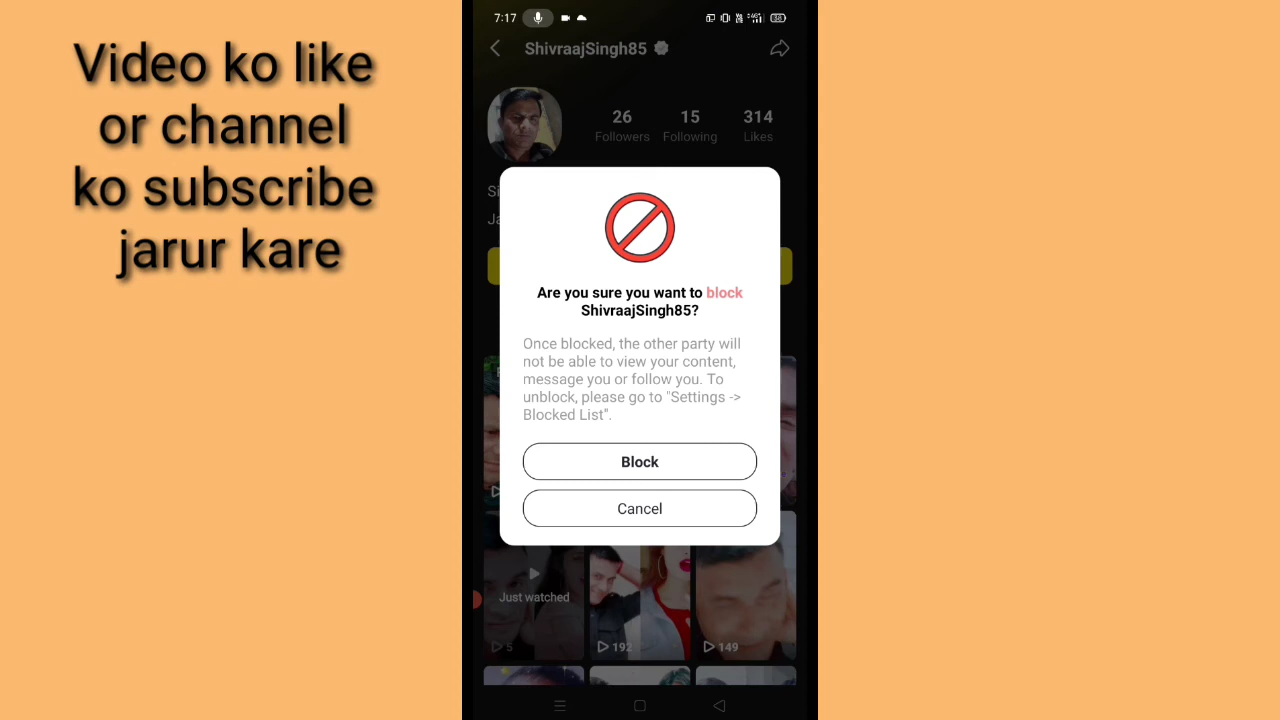 Video ko like
or channel
ko subscribe
jarur kare
7:17
ShivraajSingh85
26 15 314
Followers Following Likes
Are you sure you want to block
ShivraajSingh85?
Once blocked, the other party will
not be able to view your content,
message you or follow you. To
unblock, please go to "Settings ->
Blocked List".
Block
Cancel
Just watched
5 192 149